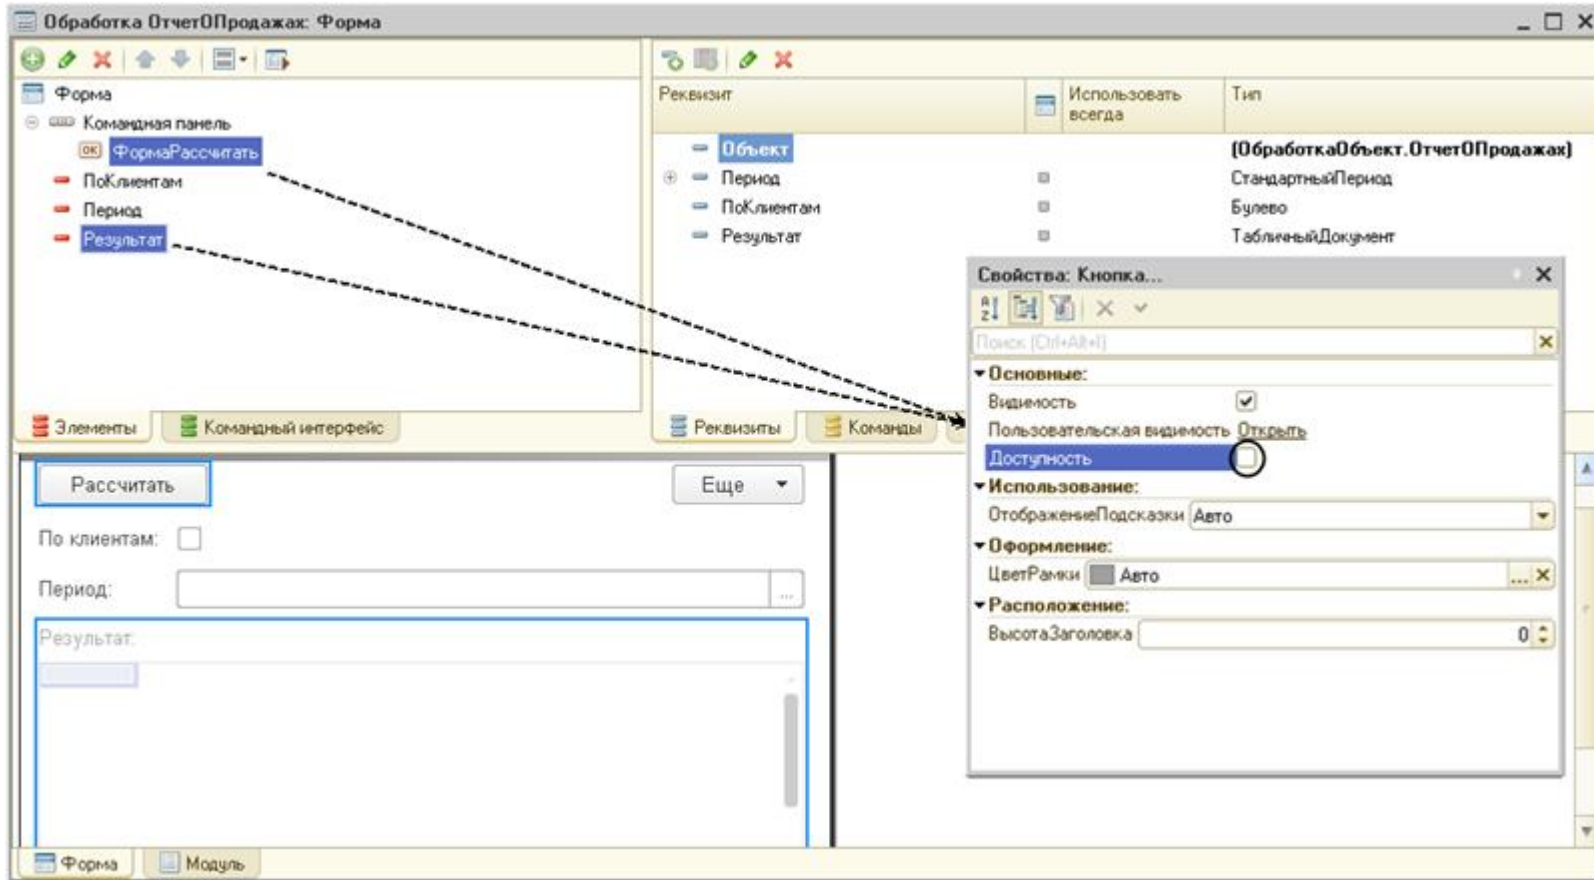 Обработка ОтчетОПродажах: Форма
Форма
Командная панель
ОК ФормаРассчитать
ПоКлиентам
Период
Результат
Элементы
Командный интерфейс
Реквизит
Использовать всегда
Тип
Объект
(ОбработкаОбъект.ОтчетОПродажах)
Период
СтандартныйПериод
ПоКлиентам
Булево
Результат
ТабличныйДокумент
Реквизиты
Команды
Свойства: Кнопка...
Поиск (Ctrl+Alt+I)
Основные:
Видимость
Пользовательская видимость Открыть
Доступность
Использование:
ОтображениеПодсказки Авто
Оформление:
ЦветРамки Авто
... 
Расположение:
ВысотаЗаголовка 0
Рассчитать
Еще
По клиентам:
Период:
...
Результат:
Форма
Модуль